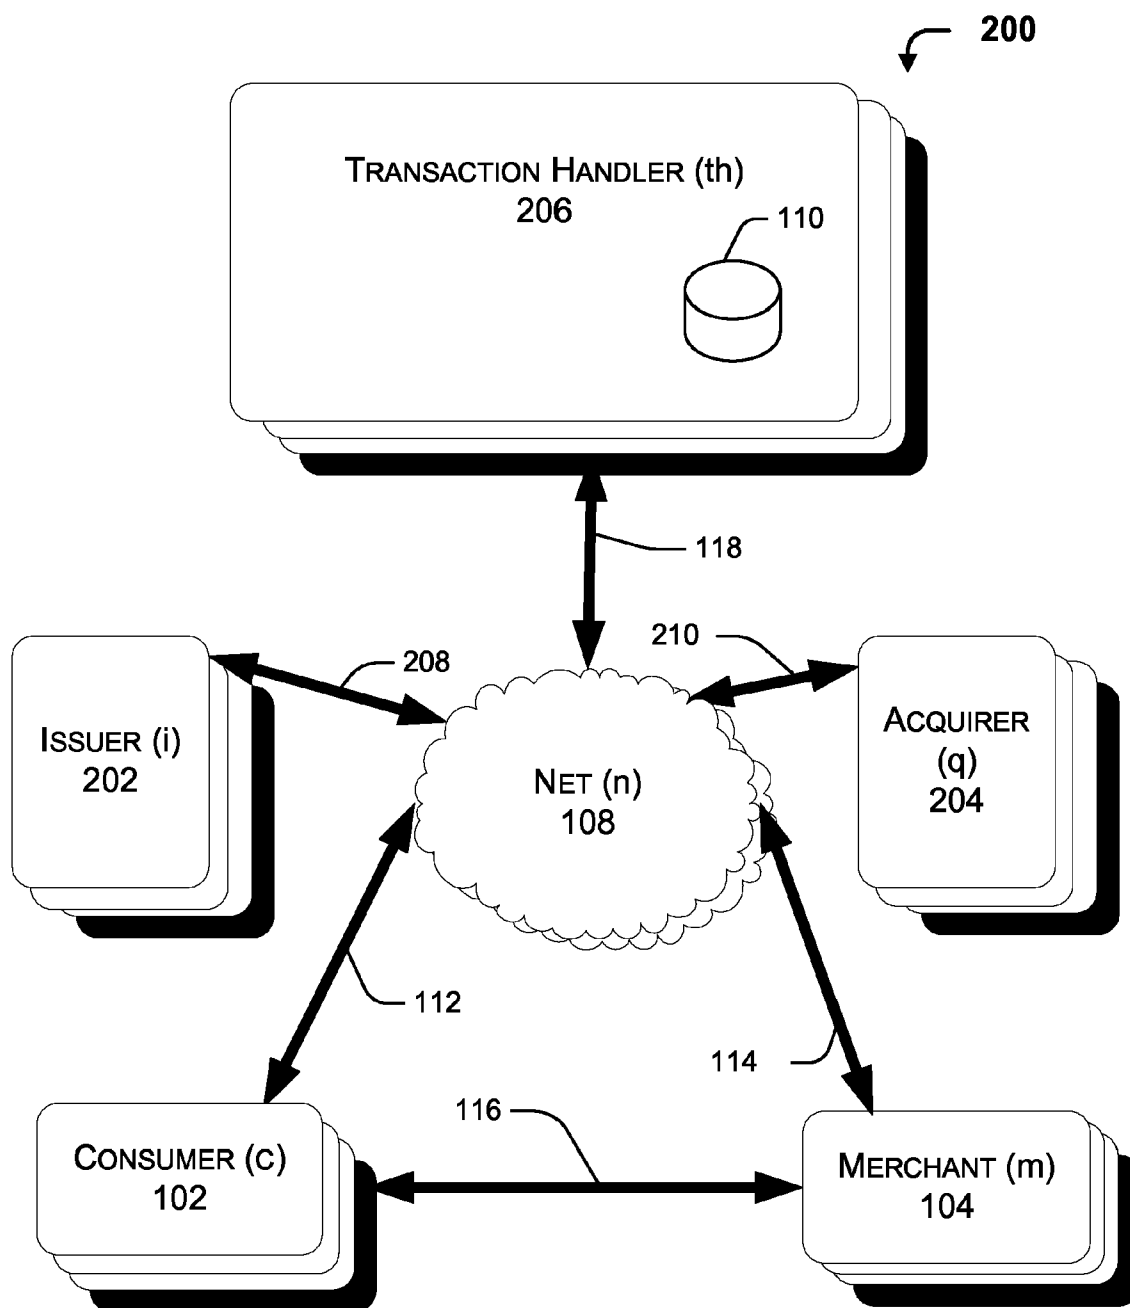 200
TRANSACTION HANDLER (th)
206
110
118
210
208
ISSUER (i)
202
ACQUIRER
(q)
204
NET (n)
108
112
114
116
CONSUMER (c)
102
MERCHANT (m)
104